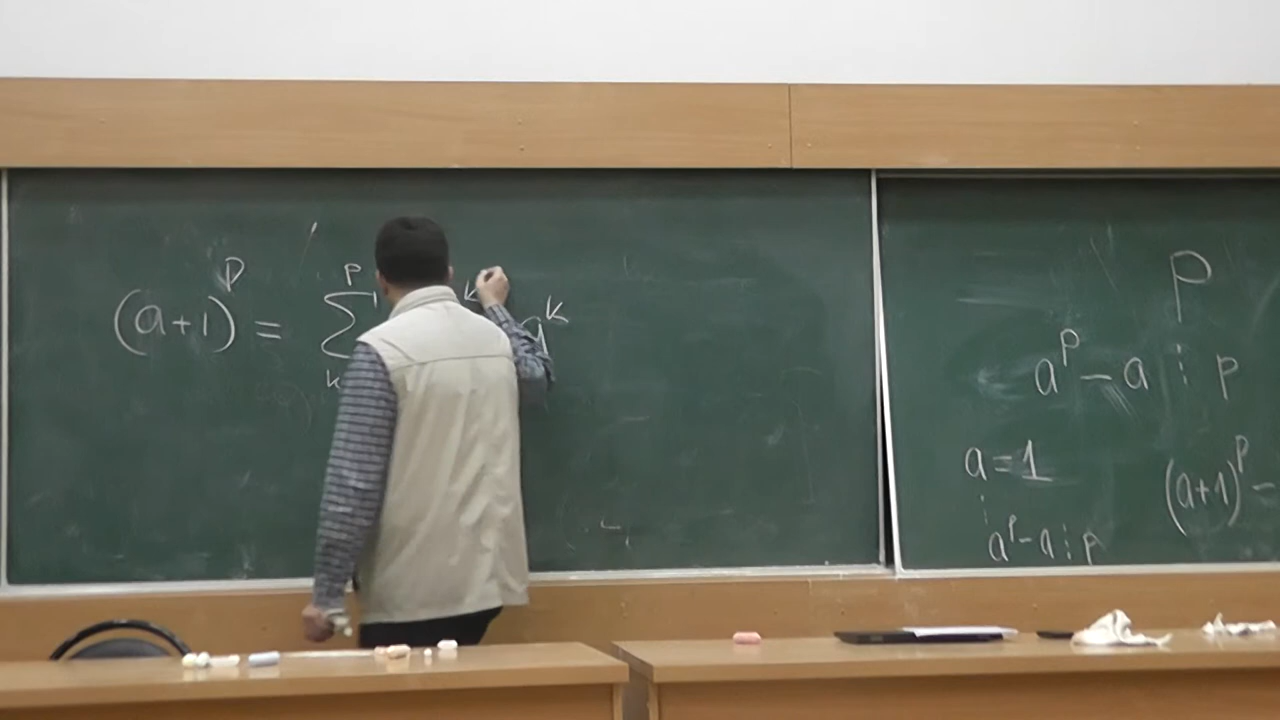 (a+1)^p = ∑_{k}^{p} k a^k
p
a^p − a ⋮ p
a=1
(a+1)^p −
a^p − a ⋮ p